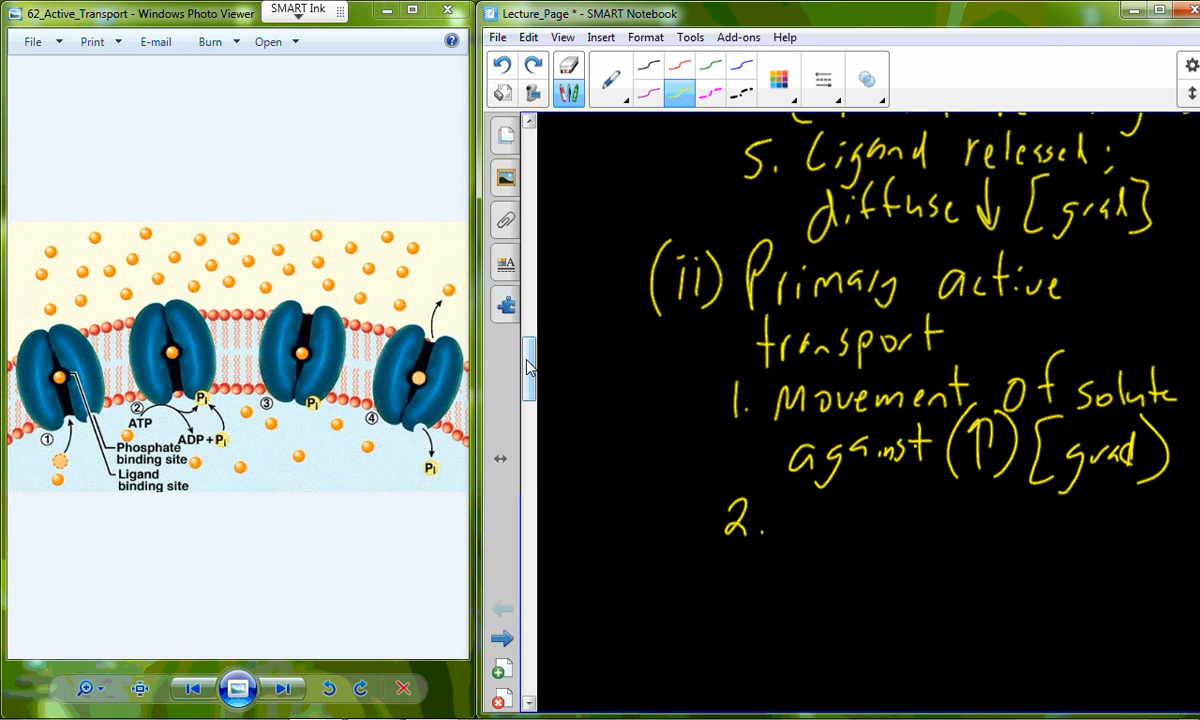 62_Active_Transport - Windows Photo Viewer
SMART Ink
File Print E-mail Burn Open
①
②
ATP
ADP + Pi
Pi
③
Pi
④
Pi
Phosphate
binding site
Ligand
binding site
Lecture_Page * - SMART Notebook
File Edit View Insert Format Tools Add-ons Help
5. Ligand released;
diffuse ↓ [grad]
(ii) Primary active
transport
1. Movement of solute
against (↑) [grad)
2.